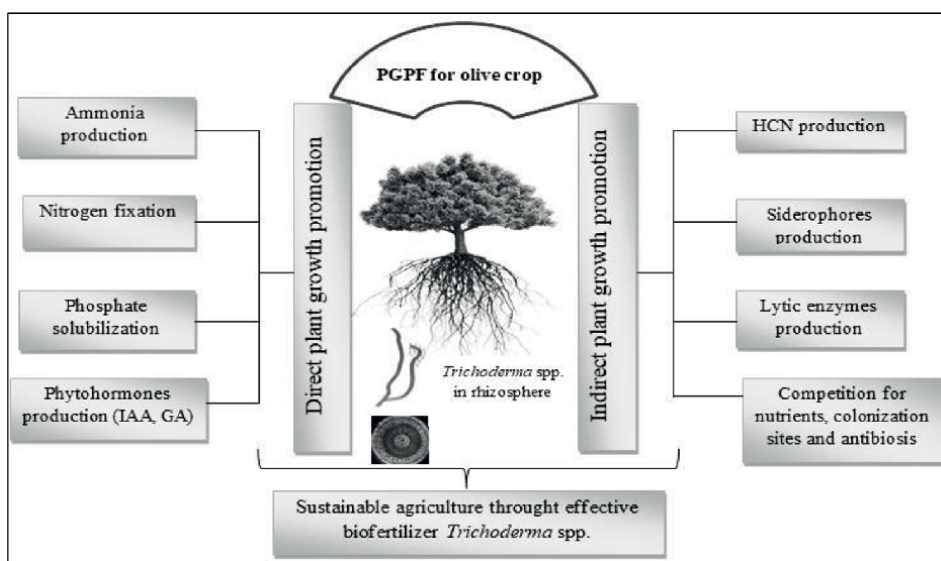 PGPF for olive crop
Ammonia
production
Nitrogen fixation
Phosphate
solubilization
Phytohormones
production (IAA, GA)
Direct plant growth promotion
Trichoderma spp.
in rhizosphere
Indirect plant growth promotion
HCN production
Siderophores
production
Lytic enzymes
production
Competition for
nutrients, colonization
sites and antibiosis
Sustainable agriculture throught effective
biofertilizer Trichoderma spp.